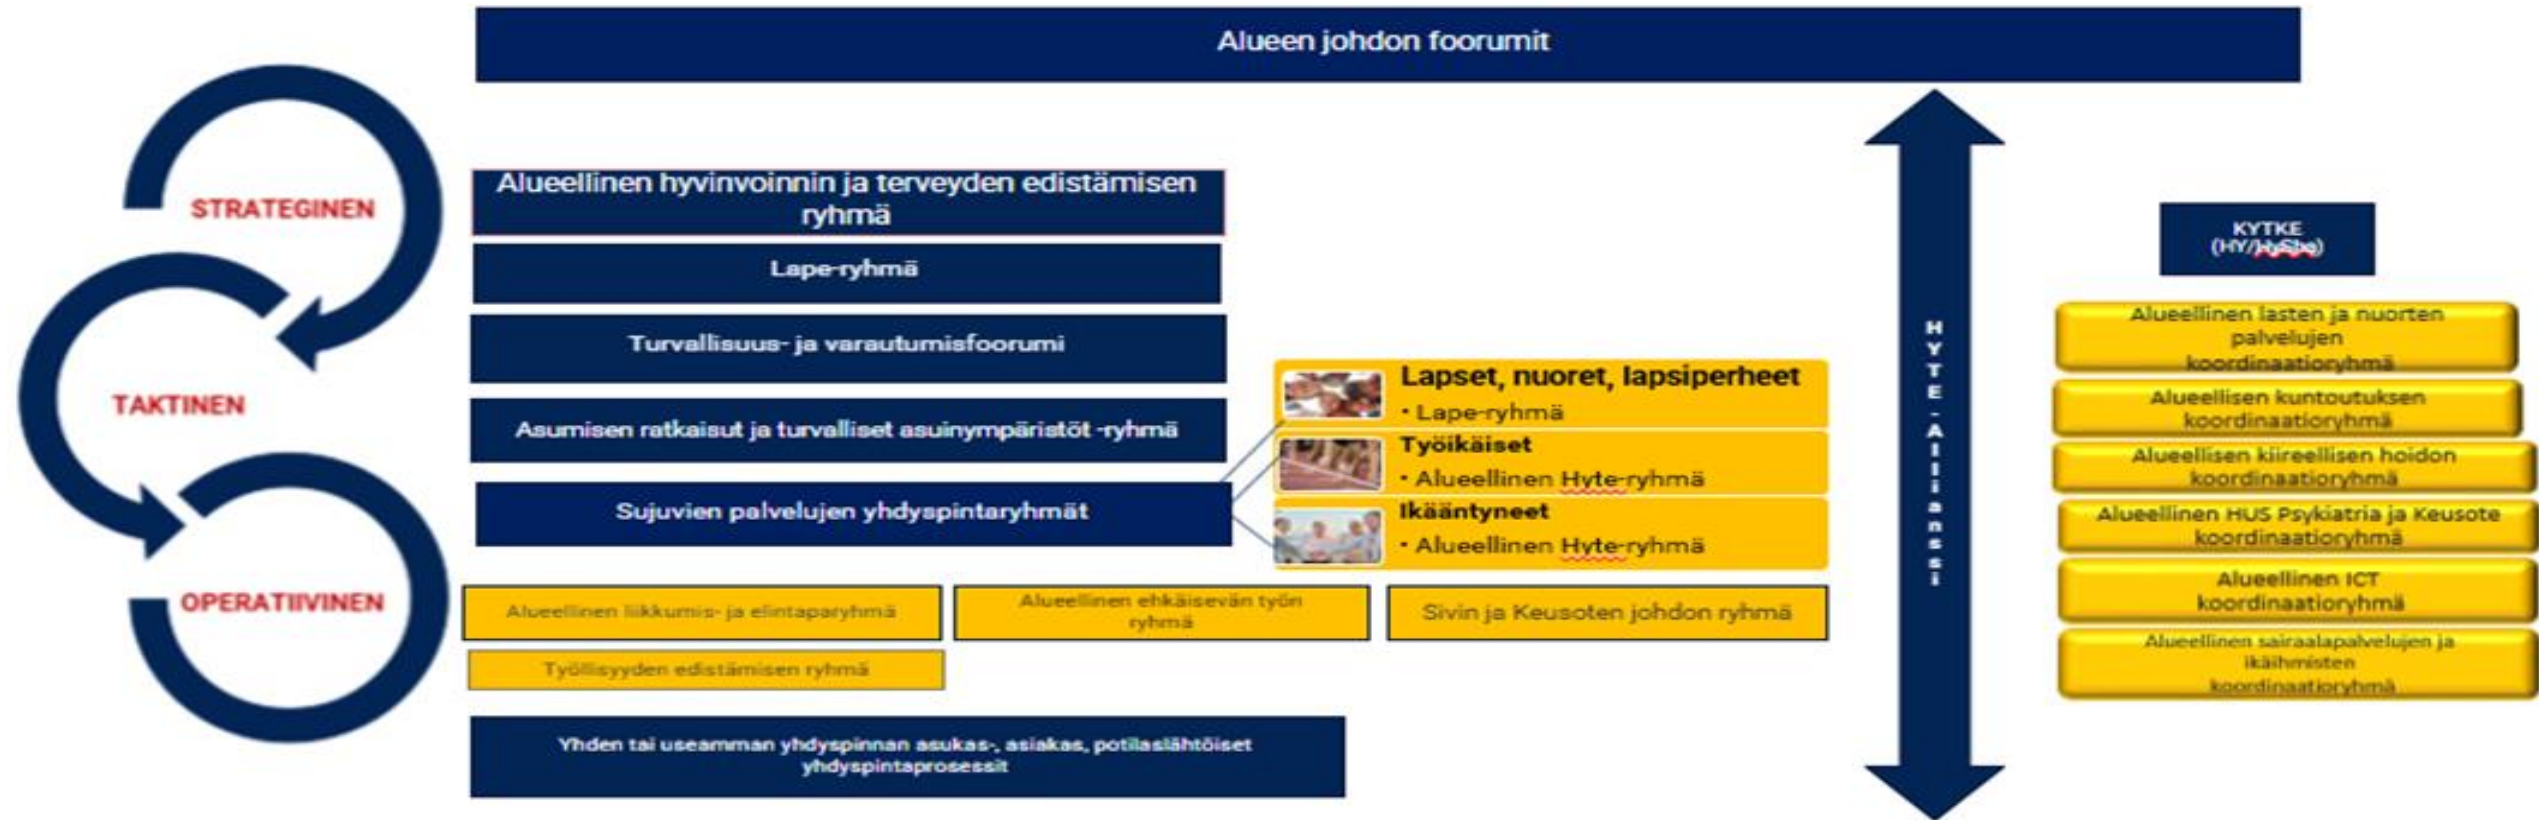 Alueen johdon foorumit
STRATEGINEN
TAKTINEN
OPERATIIVINEN
Alueellinen hyvinvoinnin ja terveyden edistämisen
ryhmä
Lape-ryhmä
Turvallisuus- ja varautumisfoorumi
Asumisen ratkaisut ja turvalliset asuinympäristöt -ryhmä
Sujuvien palvelujen yhdyspintaryhmät
Lapset, nuoret, lapsiperheet
• Lape-ryhmä
Työikäiset
• Alueellinen Hyte-ryhmä
Ikääntyneet
• Alueellinen Hyte-ryhmä
Alueellinen liikkumis- ja elintaparyhmä
Alueellinen ehkäisevän työn
ryhmä
Sivin ja Keusoten johdon ryhmä
Työllisyyden edistämisen ryhmä
Yhden tai useamman yhdyspinnan asukas-, asiakas, potilaslähtöiset
yhdyspintaprosessit
HYTE-Allianssi
KYTKE
(HY/HySbq)
Alueellinen lasten ja nuorten
palvelujen
koordinaatioryhmä
Alueellisen kuntoutuksen
koordinaatioryhmä
Alueellisen kiireellisen hoidon
koordinaatioryhmä
Alueellinen HUS Psykiatria ja Keusote
koordinaatioryhmä
Alueellinen ICT
koordinaatioryhmä
Alueellinen sairaalapalvelujen ja
ikäihmisten
koordinaatioryhmä